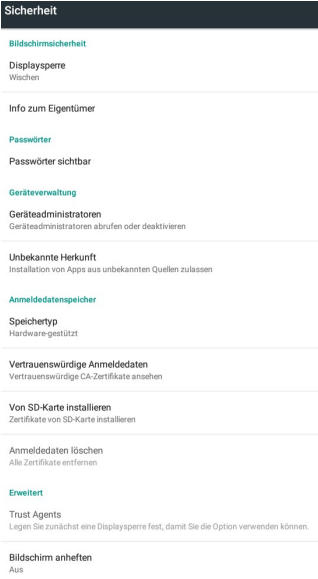 Sicherheit
Bildschirmsicherheit
Displaysperre
Wischen
Info zum Eigentümer
Passwörter
Passwörter sichtbar
Geräteverwaltung
Geräteadministratoren
Geräteadministratoren abrufen oder deaktivieren
Unbekannte Herkunft
Installation von Apps aus unbekannten Quellen zulassen
Anmeldedatenspeicher
Speichertyp
Hardware-gestützt
Vertrauenswürdige Anmeldedaten
Vertrauenswürdige CA-Zertifikate ansehen
Von SD-Karte installieren
Zertifikate von SD-Karte installieren
Anmeldedaten löschen
Alle Zertifikate entfernen
Erweitert
Trust Agents
Legen Sie zunächst eine Displaysperre fest, damit Sie die Option verwenden können.
Bildschirm anheften
Aus